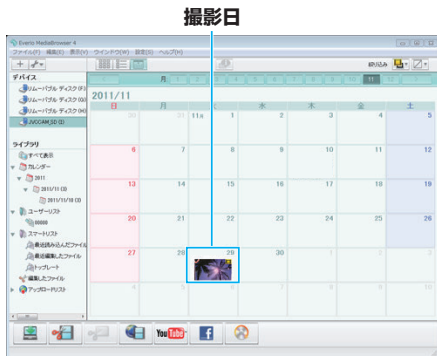 撮影日
Everio MediaBrowser 4
ファイル(F) 編集(E) 表示(V) ウインドウ(W) 設定(S) ヘルプ(H)
絞り込み
デバイス
月 11
リムーバブル ディスク (F:)
リムーバブル ディスク (G:)
リムーバブル ディスク (H:)
JVCCAM_SD (I:)
2011/11
日 月 火 水 木 金 土
30 31 11月 1 2 3 4 5
ライブラリ
すべて表示
カレンダー
2011
2011/11 (3)
2011/11/18 (3)
6 7 8 9 10 11 12
13 14 15 16 17 18 19
ユーザーリスト
00000
スマートリスト
最近読み込んだファイル
最近編集したファイル
トップレート
編集したファイル
アップロードリスト
20 21 22 23 24 25 26
27 28 29 30 1 2 3
4 5 6 7 8 9 10
YouTube
f